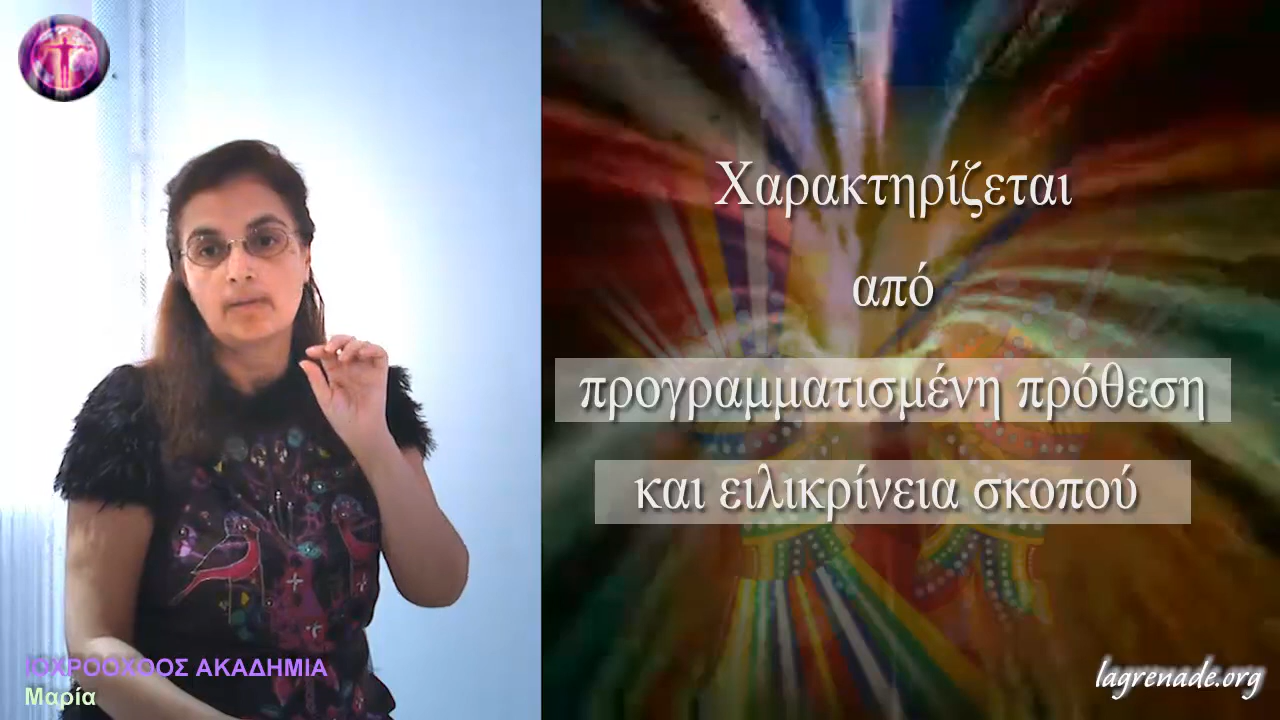 Χαρακτηρίζεται
από
προγραμματισμένη πρόθεση
και ειλικρίνεια σκοπού
ΙΟΧΡΟΟΧΟΟΣ ΑΚΑΔΗΜΙΑ
Μαρία
lagrenade.org